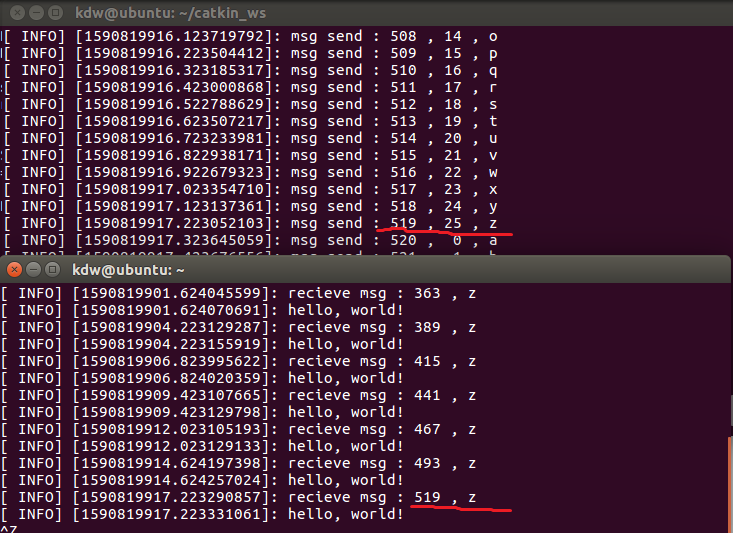 kdw@ubuntu: ~/catkin_ws
[ INFO] [1590819916.123719792]: msg send : 508 , 14 , o
[ INFO] [1590819916.223504412]: msg send : 509 , 15 , p
[ INFO] [1590819916.323185317]: msg send : 510 , 16 , q
[ INFO] [1590819916.423000868]: msg send : 511 , 17 , r
[ INFO] [1590819916.522788629]: msg send : 512 , 18 , s
[ INFO] [1590819916.623507217]: msg send : 513 , 19 , t
[ INFO] [1590819916.723233981]: msg send : 514 , 20 , u
[ INFO] [1590819916.822938171]: msg send : 515 , 21 , v
[ INFO] [1590819916.922679323]: msg send : 516 , 22 , w
[ INFO] [1590819917.023354710]: msg send : 517 , 23 , x
[ INFO] [1590819917.123137361]: msg send : 518 , 24 , y
[ INFO] [1590819917.223052103]: msg send : 519 , 25 , z
[ INFO] [1590819917.323645059]: msg send : 520 , 0 , a
kdw@ubuntu: ~
[ INFO] [1590819901.624045599]: recieve msg : 363 , z
[ INFO] [1590819901.624070691]: hello, world!
[ INFO] [1590819904.223129287]: recieve msg : 389 , z
[ INFO] [1590819904.223155919]: hello, world!
[ INFO] [1590819906.823995622]: recieve msg : 415 , z
[ INFO] [1590819906.824020359]: hello, world!
[ INFO] [1590819909.423107665]: recieve msg : 441 , z
[ INFO] [1590819909.423129798]: hello, world!
[ INFO] [1590819912.023105193]: recieve msg : 467 , z
[ INFO] [1590819912.023129133]: hello, world!
[ INFO] [1590819914.624197398]: recieve msg : 493 , z
[ INFO] [1590819914.624257024]: hello, world!
[ INFO] [1590819917.223290857]: recieve msg : 519 , z
[ INFO] [1590819917.223331061]: hello, world!
^Z